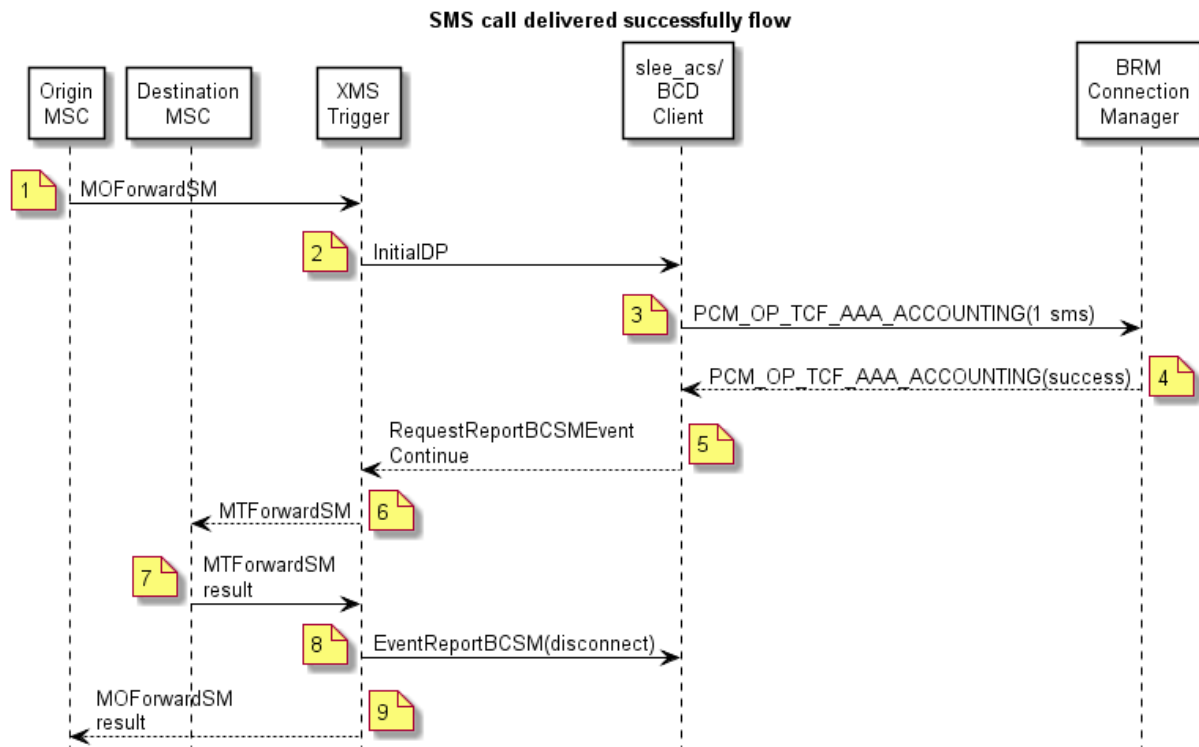 SMS call delivered successfully flow
Origin
MSC
Destination
MSC
XMS
Trigger
slee_acs/
BCD
Client
BRM
Connection
Manager
1
MOForwardSM
2
InitialDP
3
PCM_OP_TCF_AAA_ACCOUNTING(1 sms)
PCM_OP_TCF_AAA_ACCOUNTING(success)
4
RequestReportBCSMEvent
Continue
5
MTForwardSM
6
7
MTForwardSM
result
8
EventReportBCSM(disconnect)
MOForwardSM
result
9